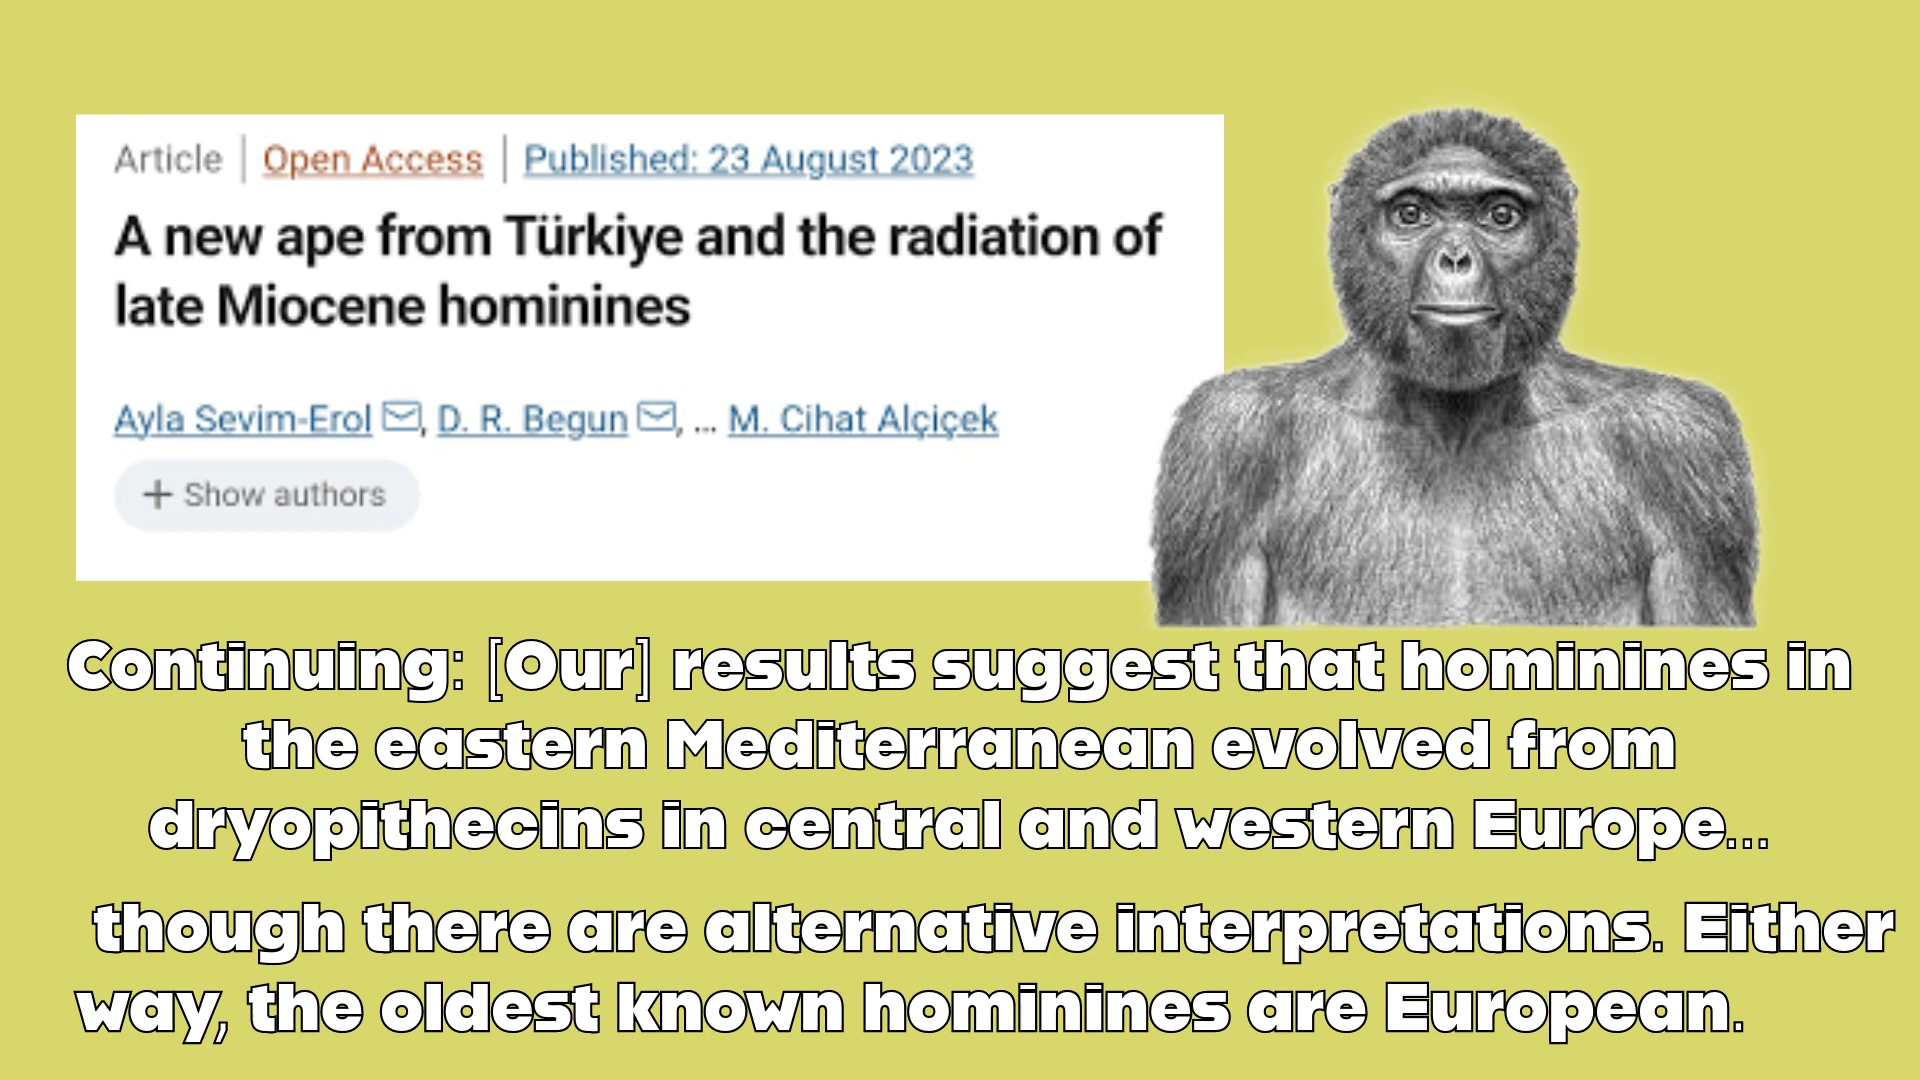 Article | Open Access | Published: 23 August 2023
A new ape from Türkiye and the radiation of
late Miocene hominines
Ayla Sevim-Erol, D. R. Begun, ... M. Cihat Alçiçek
+ Show authors
Continuing: [Our] results suggest that hominines in
the eastern Mediterranean evolved from
dryopithecins in central and western Europe...
though there are alternative interpretations. Either
way, the oldest known hominines are European.